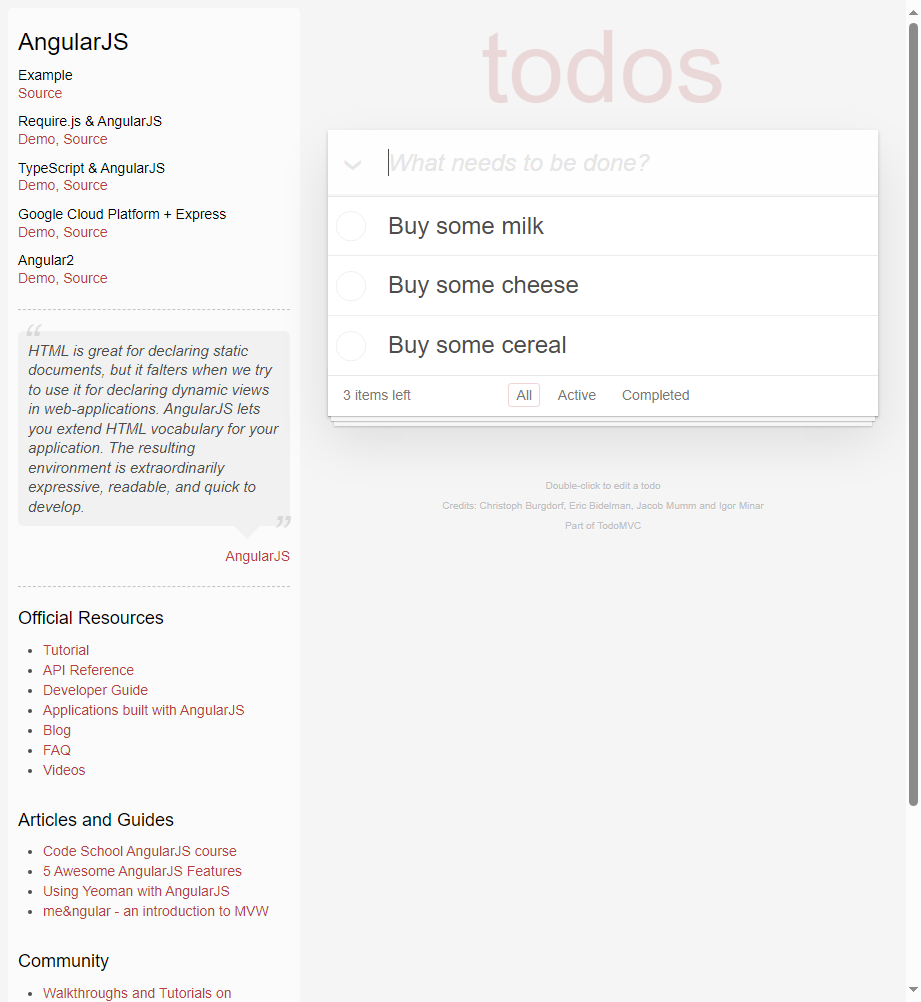 AngularJS
Example
Source
Require.js & AngularJS
Demo, Source
TypeScript & AngularJS
Demo, Source
Google Cloud Platform + Express
Demo, Source
Angular2
Demo, Source
“
HTML is great for declaring static
documents, but it falters when we try
to use it for declaring dynamic views
in web-applications. AngularJS lets
you extend HTML vocabulary for your
application. The resulting
environment is extraordinarily
expressive, readable, and quick to
develop.
”
AngularJS
Official Resources
Tutorial
API Reference
Developer Guide
Applications built with AngularJS
Blog
FAQ
Videos
Articles and Guides
Code School AngularJS course
5 Awesome AngularJS Features
Using Yeoman with AngularJS
me&ngular - an introduction to MVW
Community
Walkthroughs and Tutorials on
todos
What needs to be done?
Buy some milk
Buy some cheese
Buy some cereal
3 items left All Active Completed
Double-click to edit a todo
Credits: Christoph Burgdorf, Eric Bidelman, Jacob Mumm and Igor Minar
Part of TodoMVC